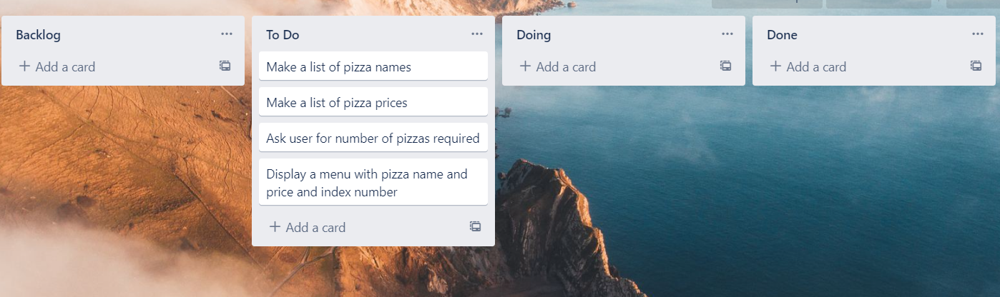 Backlog
+ Add a card
To Do
Make a list of pizza names
Make a list of pizza prices
Ask user for number of pizzas required
Display a menu with pizza name and
price and index number
+ Add a card
Doing
+ Add a card
Done
+ Add a card